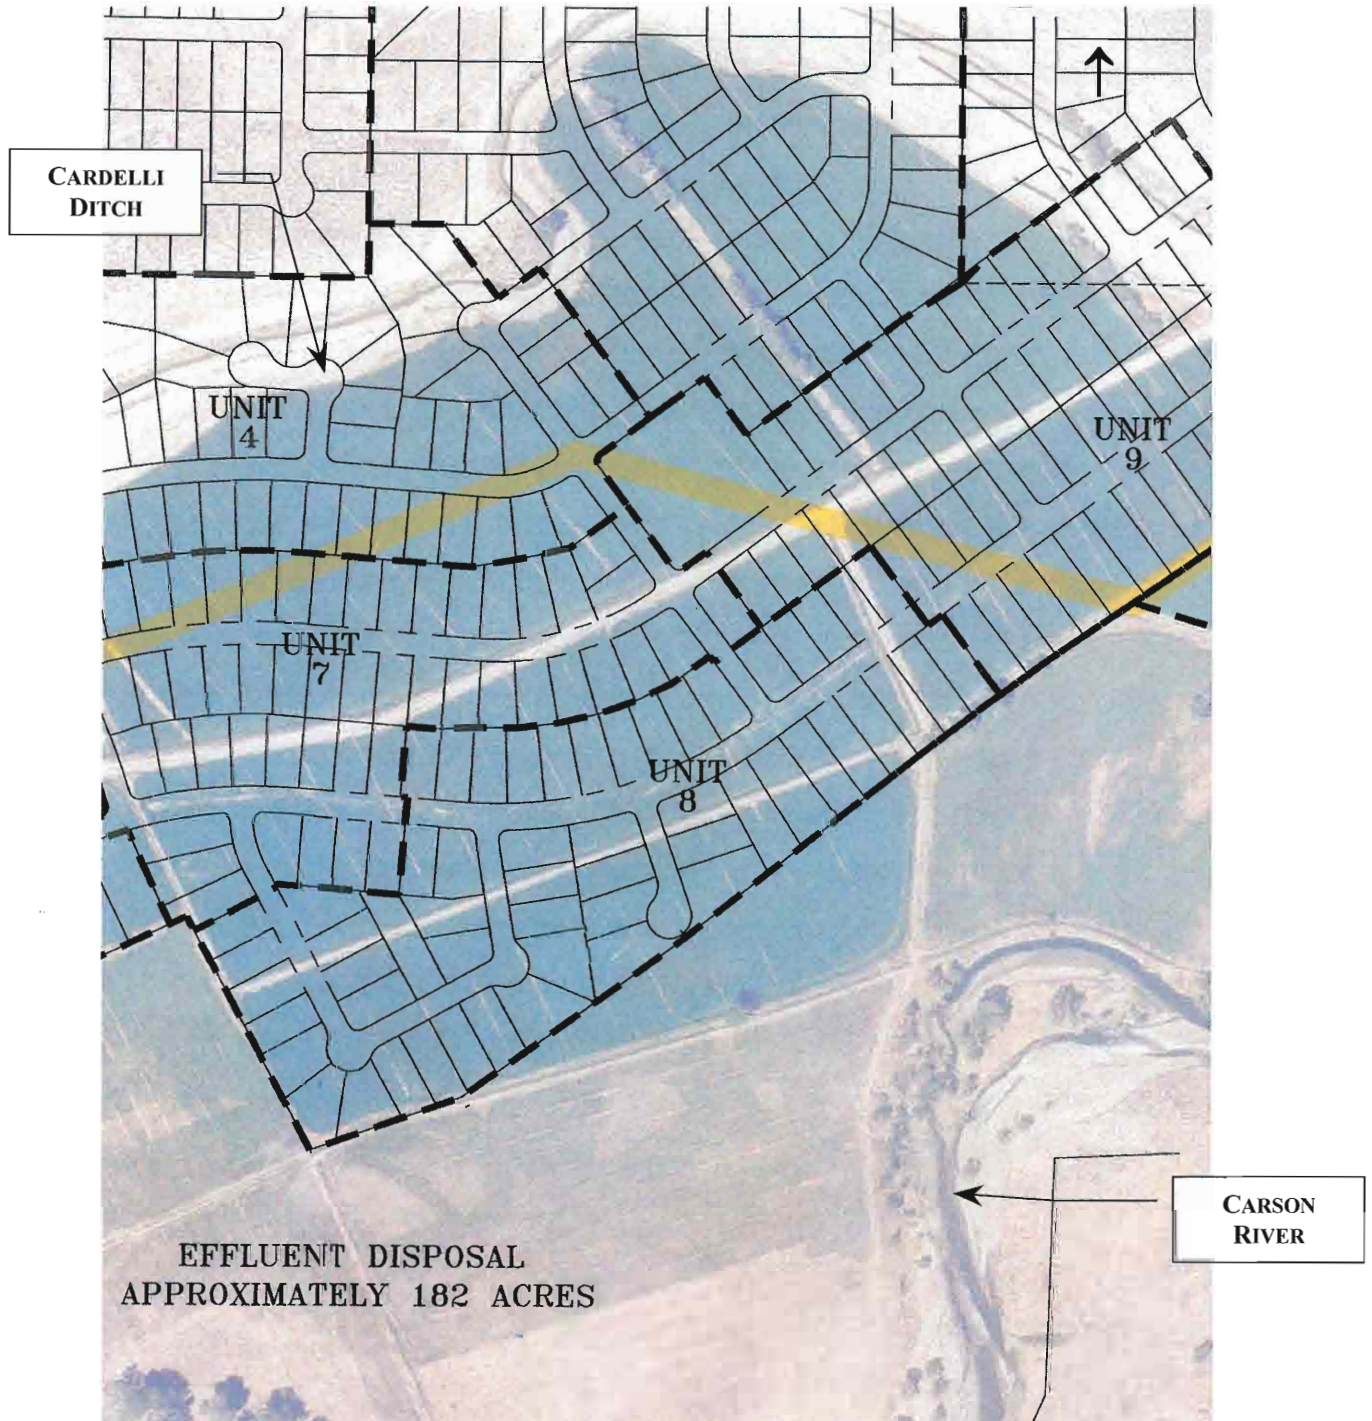 CARDELLI
DITCH
UNIT
4
UNIT
9
UNIT
7
UNIT
8
CARSON
RIVER
EFFLUENT DISPOSAL
APPROXIMATELY 182 ACRES